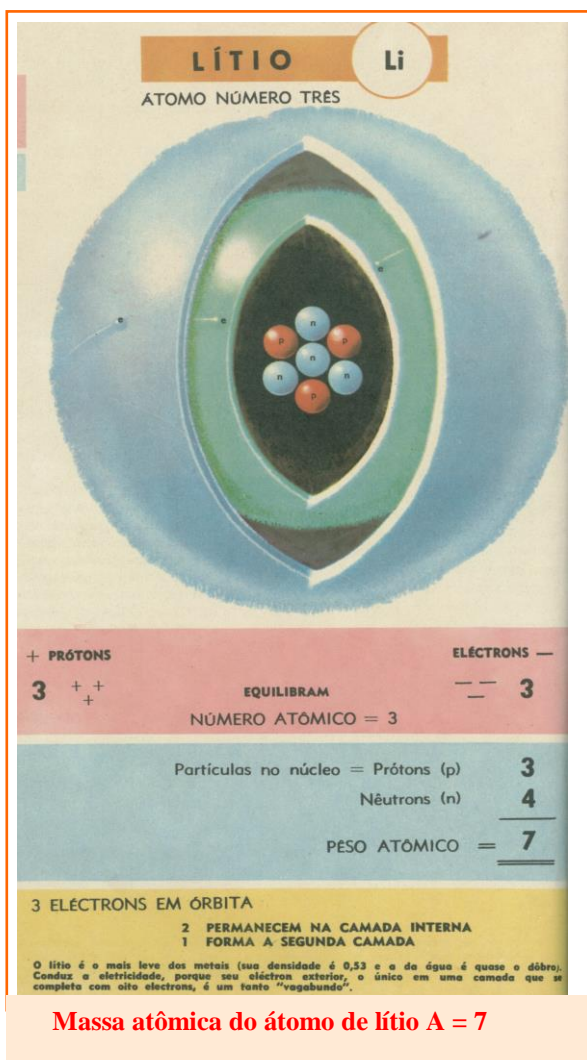 LÍTIO Li
ÁTOMO NÚMERO TRÊS
e
e
e
n
p
p
n
n
n
p
+ PRÓTONS
ELÉCTRONS —
3 + + +
EQUILIBRAM
— — — 3
NÚMERO ATÔMICO = 3
Partículas no núcleo = Prótons (p) 3
Nêutrons (n) 4
PÊSO ATÔMICO = 7
3 ELÉCTRONS EM ÓRBITA
2 PERMANECEM NA CAMADA INTERNA
1 FORMA A SEGUNDA CAMADA
O lítio é o mais leve dos metais (sua densidade é 0,53 e a da água é quase o dôbro).
Conduz a eletricidade, porque seu eléctron exterior, o único em uma camada que se
completa com oito electrons, é um tanto "vagabundo".
Massa atômica do átomo de lítio A = 7